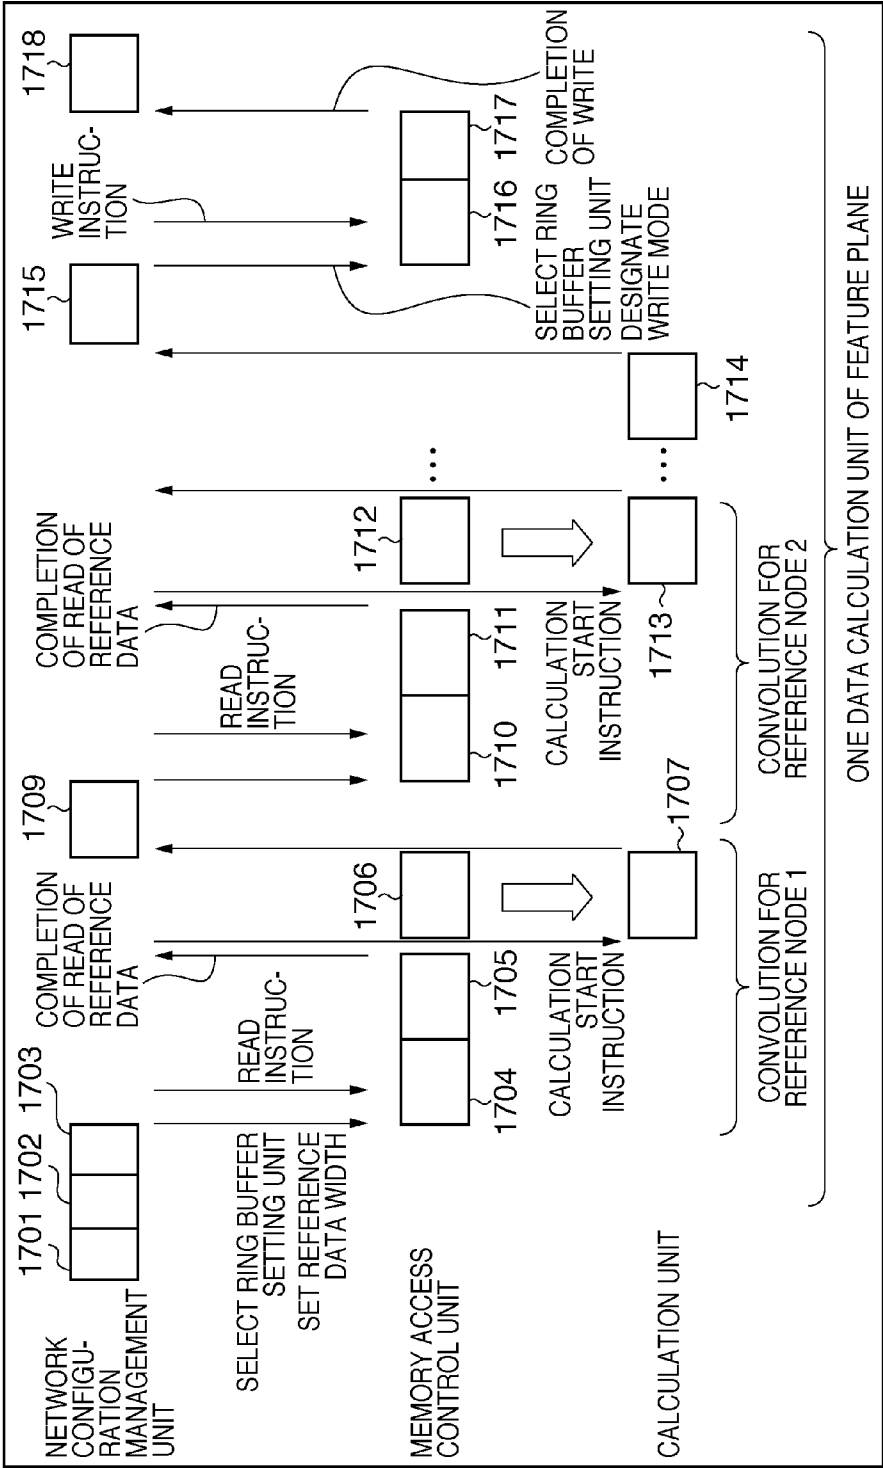 NETWORK
CONFIGU-
RATION
MANAGEMENT
UNIT
1701
1702
1703
1709
1715
1718
SELECT RING BUFFER
SETTING UNIT
SET REFERENCE
DATA WIDTH
READ
INSTRUC-
TION
COMPLETION
OF READ OF
REFERENCE
DATA
READ
INSTRUC-
TION
COMPLETION
OF READ OF
REFERENCE
DATA
WRITE
INSTRUC-
TION
MEMORY ACCESS
CONTROL UNIT
1704
1705
1706
1710
1711
1712
...
1716
1717
SELECT RING
BUFFER
SETTING UNIT
DESIGNATE
WRITE MODE
COMPLETION
OF WRITE
CALCULATION
START
INSTRUCTION
CALCULATION
START
INSTRUCTION
CALCULATION UNIT
1707
1713
...
1714
CONVOLUTION FOR
REFERENCE NODE 1
CONVOLUTION FOR
REFERENCE NODE 2
ONE DATA CALCULATION UNIT OF FEATURE PLANE